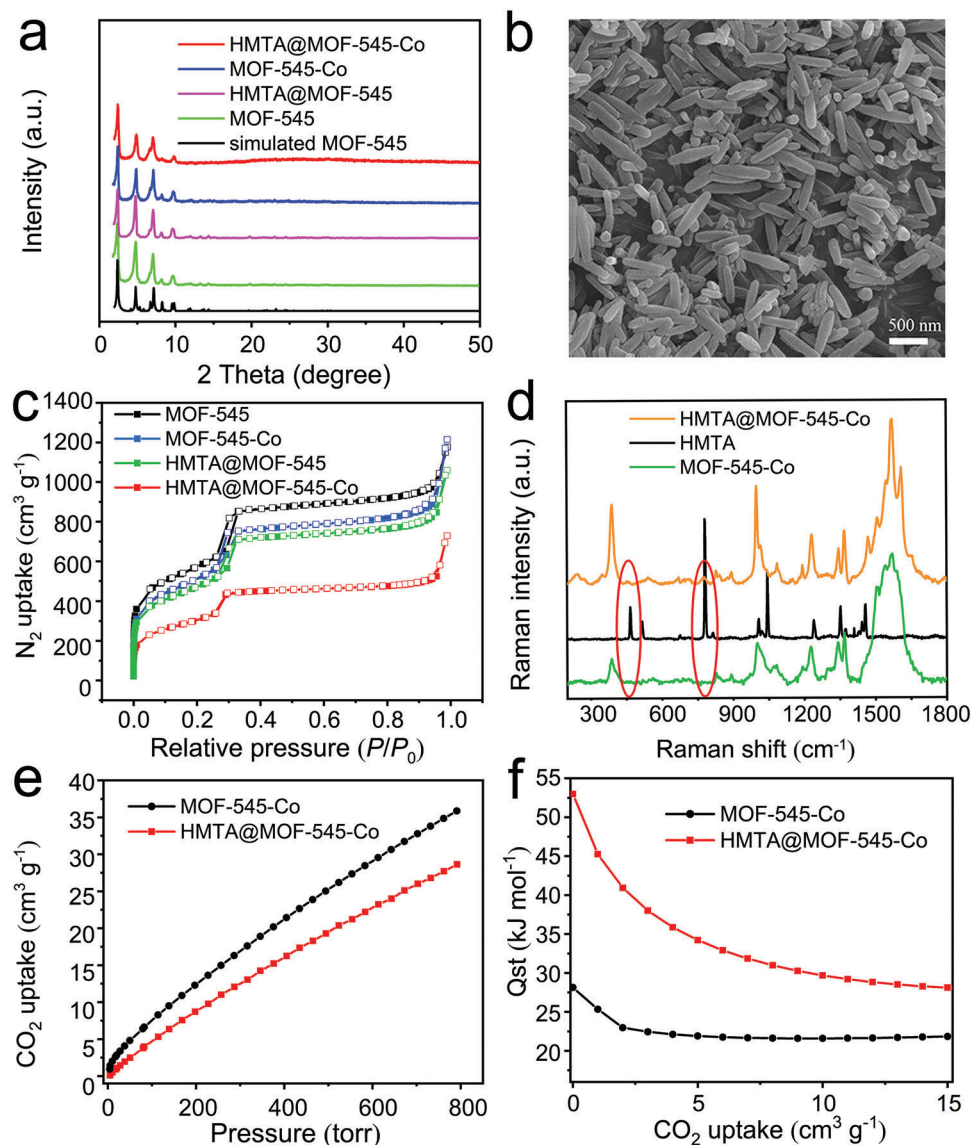 a
HMTA@MOF-545-Co
MOF-545-Co
HMTA@MOF-545
MOF-545
simulated MOF-545
Intensity (a.u.)
0 10 20 30 40 50
2 Theta (degree)
b
500 nm
c
1400
1200
1000
800
600
400
200
0
MOF-545
MOF-545-Co
HMTA@MOF-545
HMTA@MOF-545-Co
N₂ uptake (cm³ g⁻¹)
0.0 0.2 0.4 0.6 0.8 1.0
Relative pressure (P/P₀)
d
HMTA@MOF-545-Co
HMTA
MOF-545-Co
Raman intensity (a.u.)
300 600 900 1200 1500 1800
Raman shift (cm⁻¹)
e
40
35
30
25
20
15
10
5
0
MOF-545-Co
HMTA@MOF-545-Co
CO₂ uptake (cm³ g⁻¹)
0 200 400 600 800
Pressure (torr)
f
55
50
45
40
35
30
25
20
MOF-545-Co
HMTA@MOF-545-Co
Qst (kJ mol⁻¹)
0 5 10 15
CO₂ uptake (cm³ g⁻¹)